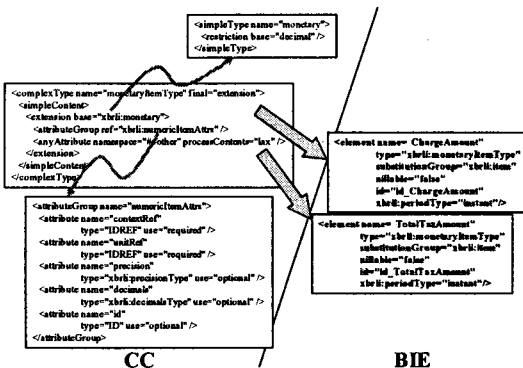 <simpleType name="monetary">
<restriction base="decimal" />
</simpleType>
<complexType name="monetaryItemType" final="extension">
<simpleContent>
<extension base="xbrli:monetary">
<attributeGroup ref="xbrli:numericItemAttrs" />
<anyAttribute namespace="##other" processContents="lax" />
</extension>
</simpleContent>
</complexType>
<attributeGroup name="numericItemAttrs">
<attribute name="contextRef"
type="IDREF" use="required" />
<attribute name="unitRef"
type="IDREF" use="required" />
<attribute name="precision"
type="xbrli:precisionType" use="optional" />
<attribute name="decimals"
type="xbrli:decimalsType" use="optional" />
<attribute name="id"
type="ID" use="optional" />
</attributeGroup>
CC
<element name= ChargeAmount"
type="xbrli:monetaryItemType"
substitutionGroup="xbrli:item"
nillable="false"
id="id_ChargeAmount"
xbrl:periodType="instant"/>
<element name= TotalTaxAmount"
type="xbrli:monetaryItemType"
substitutionGroup="xbrli:item"
nillable="false"
id="id_TotalTaxAmount"
xbrl:periodType="instant"/>
BIE